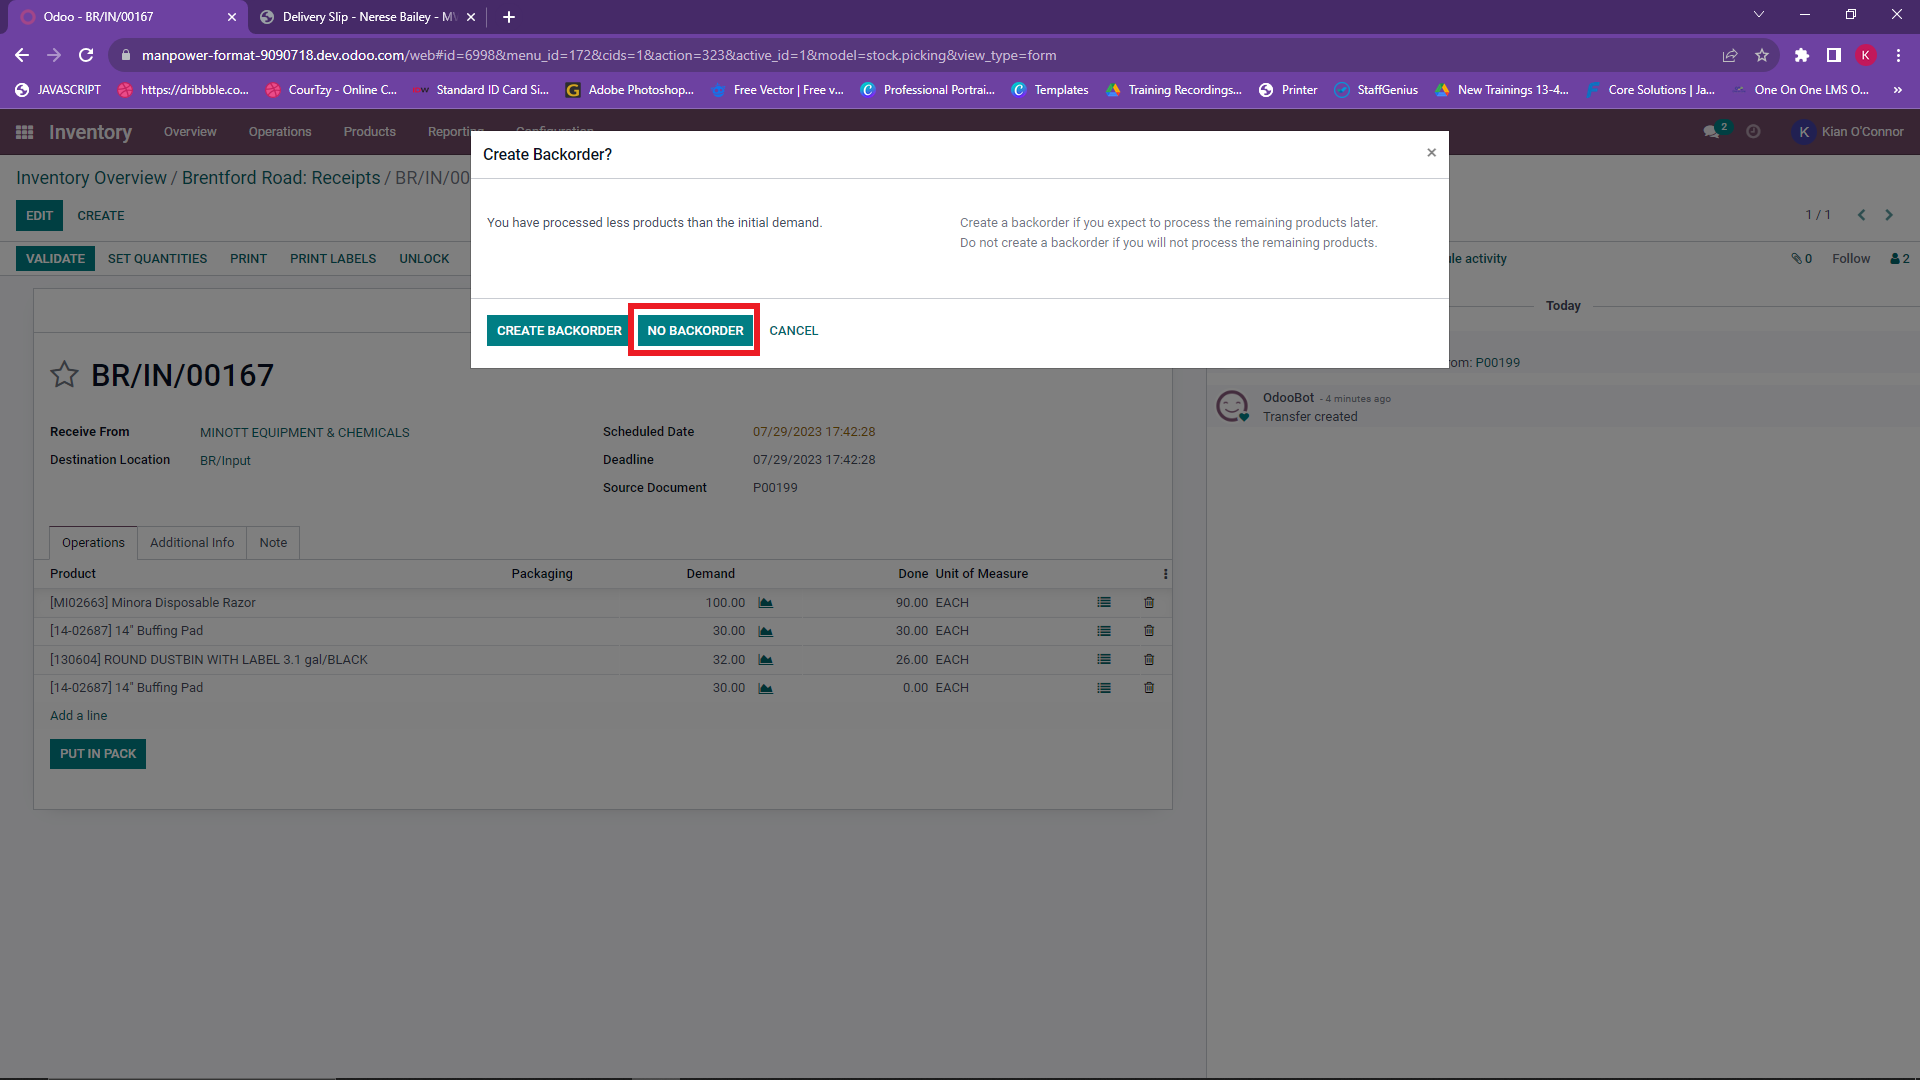 Odoo - BR/IN/00167
Delivery Slip - Nerese Bailey - M
manpower-format-9090718.dev.odoo.com/web#id=6998&menu_id=172&cids=1&action=323&active_id=1&model=stock.picking&view_type=form
K
JAVASCRIPT https://dribbble.co... CourTzy - Online C... Standard ID Card Si... Adobe Photoshop... Free Vector | Free v... Professional Portrai... Templates Training Recordings... Printer StaffGenius New Trainings 13-4... Core Solutions | Ja... One On One LMS O... »
Inventory Overview Operations Products Reporting Configuration 2 K Kian O'Connor
Create Backorder? ×
Inventory Overview / Brentford Road: Receipts / BR/IN/00
EDIT CREATE 1 / 1
You have processed less products than the initial demand.
Create a backorder if you expect to process the remaining products later.
Do not create a backorder if you will not process the remaining products.
VALIDATE SET QUANTITIES PRINT PRINT LABELS UNLOCK
le activity 0 Follow 2
Today
CREATE BACKORDER NO BACKORDER CANCEL
om: P00199
BR/IN/00167
OdooBot - 4 minutes ago
Transfer created
Receive From MINOTT EQUIPMENT & CHEMICALS
Scheduled Date 07/29/2023 17:42:28
Destination Location BR/Input
Deadline 07/29/2023 17:42:28
Source Document P00199
Operations Additional Info Note
Product Packaging Demand Done Unit of Measure
[MI02663] Minora Disposable Razor 100.00 90.00 EACH
[14-02687] 14" Buffing Pad 30.00 30.00 EACH
[130604] ROUND DUSTBIN WITH LABEL 3.1 gal/BLACK 32.00 26.00 EACH
[14-02687] 14" Buffing Pad 30.00 0.00 EACH
Add a line
PUT IN PACK